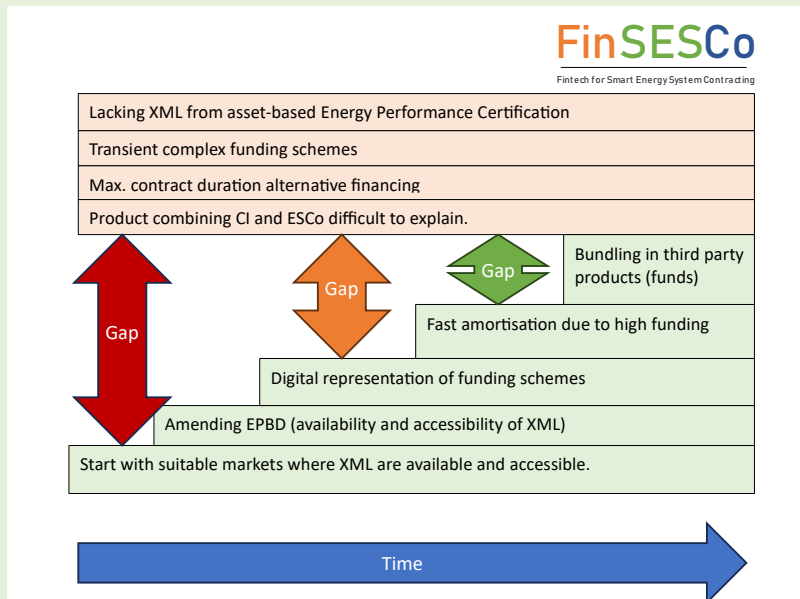 FinSESCo
Fintech for Smart Energy System Contracting
Lacking XML from asset-based Energy Performance Certification
Transient complex funding schemes
Max. contract duration alternative financing
Product combining CI and ESCo difficult to explain.
Gap
Gap
Gap
Bundling in third party
products (funds)
Fast amortisation due to high funding
Digital representation of funding schemes
Amending EPBD (availability and accessibility of XML)
Start with suitable markets where XML are available and accessible.
Time